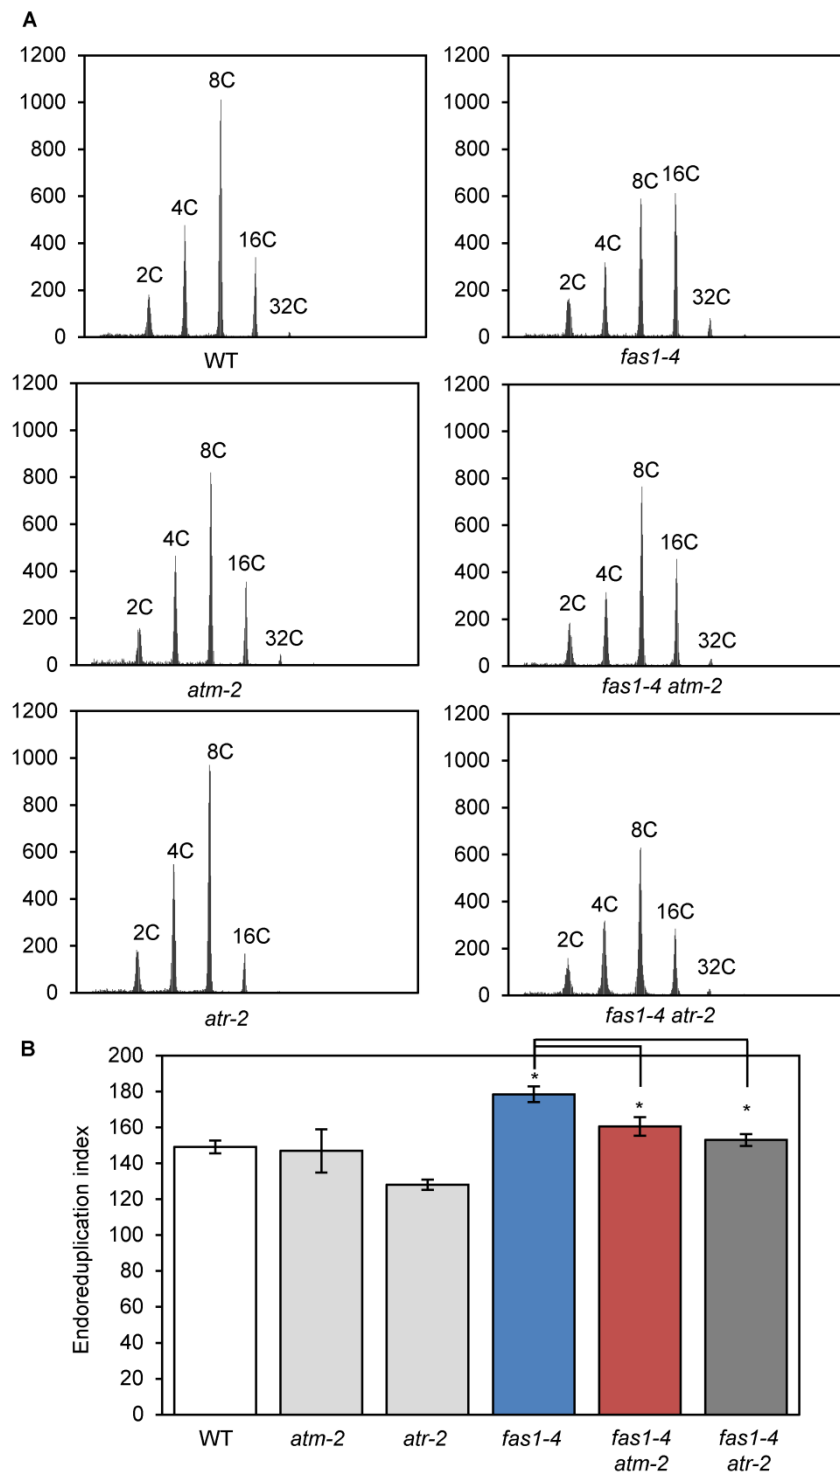 A
1200
1000
800
600
400
200
0
2C
4C
8C
16C
32C
WT
1200
1000
800
600
400
200
0
2C
4C
8C
16C
32C
fas1-4
1200
1000
800
600
400
200
0
2C
4C
8C
16C
32C
atm-2
1200
1000
800
600
400
200
0
2C
4C
8C
16C
32C
fas1-4 atm-2
1200
1000
800
600
400
200
0
2C
4C
8C
16C
atr-2
1200
1000
800
600
400
200
0
2C
4C
8C
16C
32C
fas1-4 atr-2
B
Endoreduplication index
200
180
160
140
120
100
80
60
40
20
0
*
*
*
WT
atm-2
atr-2
fas1-4
fas1-4
atm-2
fas1-4
atr-2